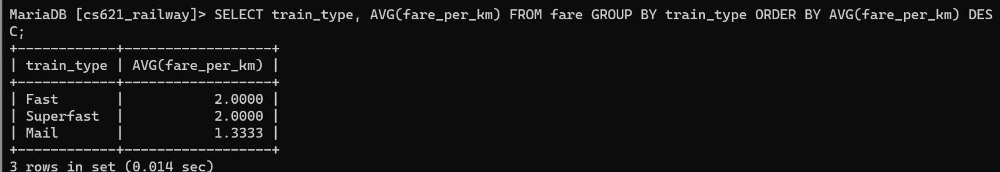 MariaDB [cs621_railway]> SELECT train_type, AVG(fare_per_km) FROM fare GROUP BY train_type ORDER BY AVG(fare_per_km) DES
C;
+------------+------------------+
| train_type | AVG(fare_per_km) |
+------------+------------------+
| Fast       |           2.0000 |
| Superfast  |           2.0000 |
| Mail       |           1.3333 |
+------------+------------------+
3 rows in set (0.014 sec)